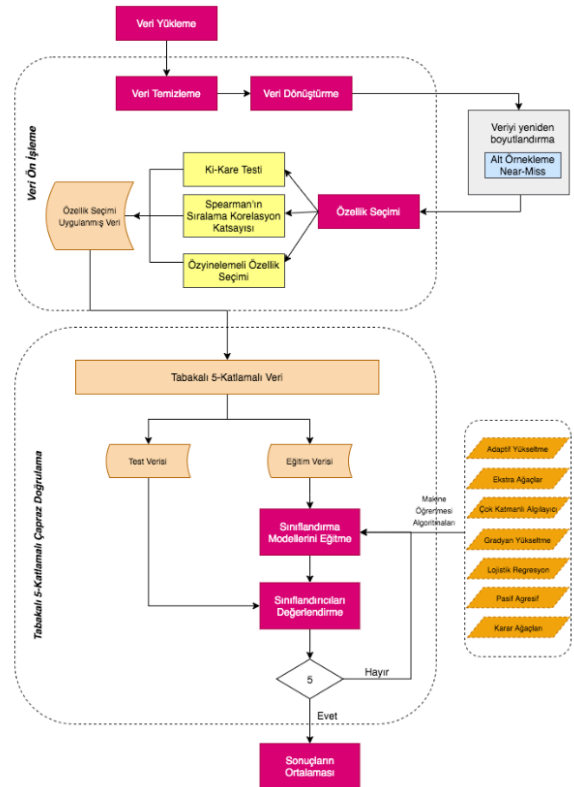 Veri Yükleme
Veri Temizleme
Veri Dönüştürme
Veriyi yeniden
boyutlandırma
Alt Örnekleme
Near-Miss
Veri Ön İşleme
Ki-Kare Testi
Spearman'ın
Sıralama Korelasyon
Katsayısı
Özyinelemeli Özellik
Seçimi
Özellik Seçimi
Özellik Seçimi
Uygulanmış Veri
Tabakalı 5-Katlamalı Çapraz Doğrulama
Tabakalı 5-Katlamalı Veri
Test Verisi
Eğitim Verisi
Sınıflandırma
Modellerini Eğitme
Sınıflandırıcıları
Değerlendirme
5
Hayır
Evet
Sonuçların
Ortalaması
Makine
Öğrenmesi
Algoritmaları
Adaptif Yükseltme
Ekstra Ağaçlar
Çok Katmanlı Algılayıcı
Gradyan Yükseltme
Lojistik Regresyon
Pasif Agresif
Karar Ağaçları